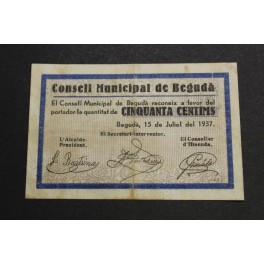 Consell Municipal de Begudà
El Consell Municipal de Begudà reconeix a favor del
portador la quantitat de CINQUANTA CENTIMS
Begudà, 15 de Juliol de 1937.
El Secretari-Interventor,
L'Alcalde-
President,
El Conseller
d'Hisenda,